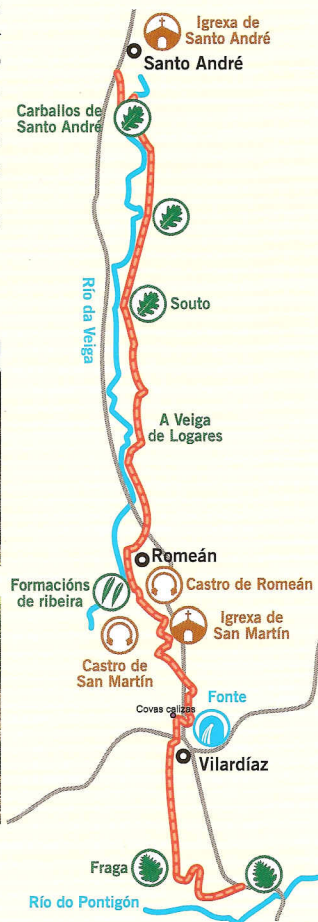 Igrexa de
Santo André
Santo André
Carballos de
Santo André
Souto
Río da Veiga
A Veiga
de Logares
Romeán
Formacións
de ribeira
Castro de Romeán
Igrexa de
San Martín
Castro de
San Martín
Covas calizas
Fonte
Vilardíaz
Fraga
Río do Pontigón